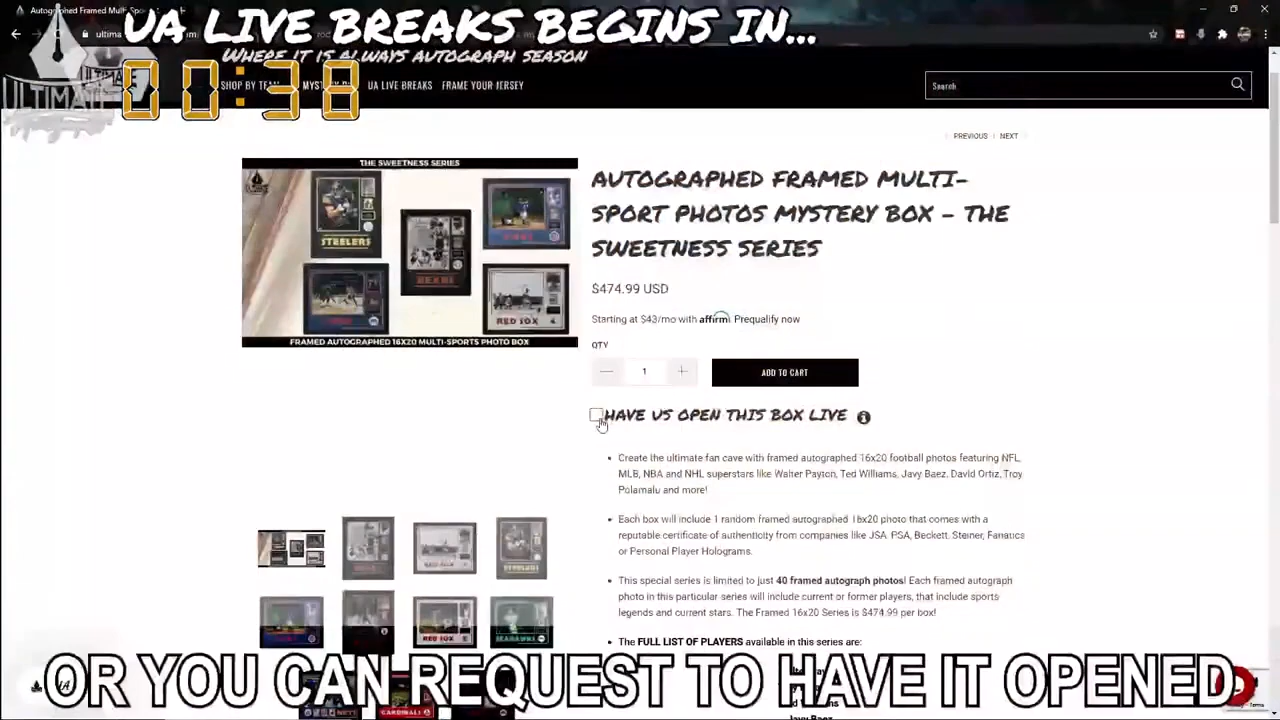 Autographed Framed Multi-Spo
UA LIVE BREAKS BEGINS IN...
WHERE IT IS ALWAYS AUTOGRAPH SEASON
ULTIMATE
00:38
SHOP BY TEAM
UA LIVE BREAKS
FRAME YOUR JERSEY
Search
PREVIOUS | NEXT
THE SWEETNESS SERIES
STEELERS
BEARS
RED SOX
FRAMED AUTOGRAPHED 16X20 MULTI-SPORTS PHOTO BOX
AUTOGRAPHED FRAMED MULTI-
SPORT PHOTOS MYSTERY BOX - THE
SWEETNESS SERIES
$474.99 USD
Starting at $43/mo with affirm. Prequalify now
QTY
1
ADD TO CART
HAVE US OPEN THIS BOX LIVE
Create the ultimate fan cave with framed autographed 16x20 football photos featuring NFL,
MLB, NBA and NHL superstars like Walter Payton, Ted Williams, Javy Baez, David Ortiz, Troy
Polamalu and more!
Each box will include 1 random framed autographed 16x20 photo that comes with a
reputable certificate of authenticity from companies like JSA, PSA, Beckett, Steiner, Fanatics
or Personal Player Holograms.
This special series is limited to just 40 framed autograph photos! Each framed autograph
photo in this particular series will include current or former players, that include sports
legends and current stars. The Framed 16x20 Series is $474.99 per box!
The FULL LIST OF PLAYERS available in this series are:
RED SOX
SEAHAWKS
OR YOU CAN REQUEST TO HAVE IT OPENED
CARDINALS
Javy Baez